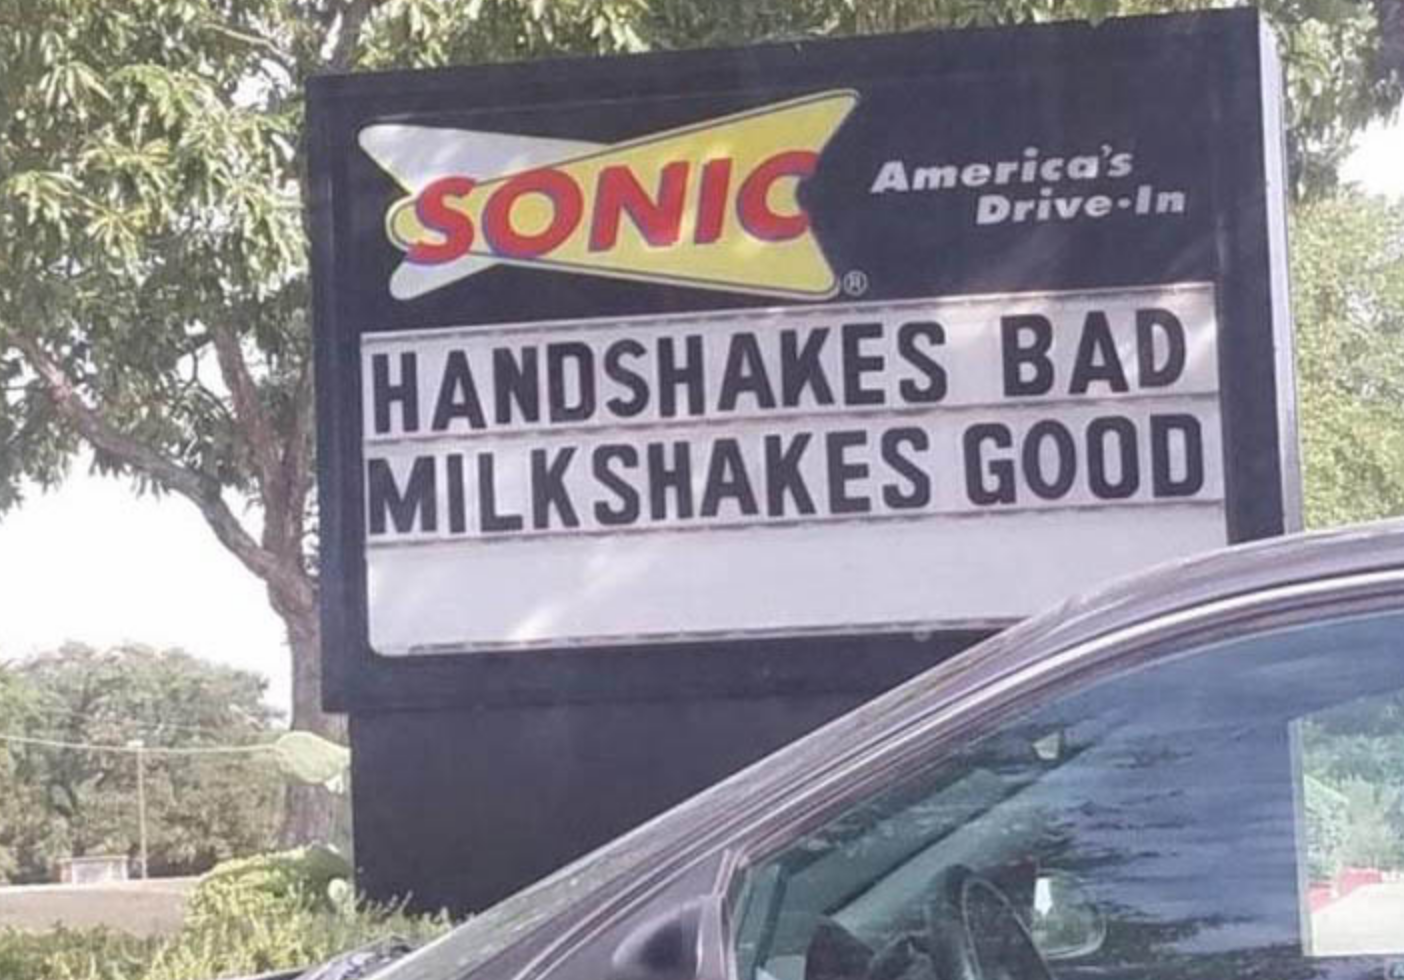 SONIC
America's
Drive-In
®
HANDSHAKES BAD
MILKSHAKES GOOD